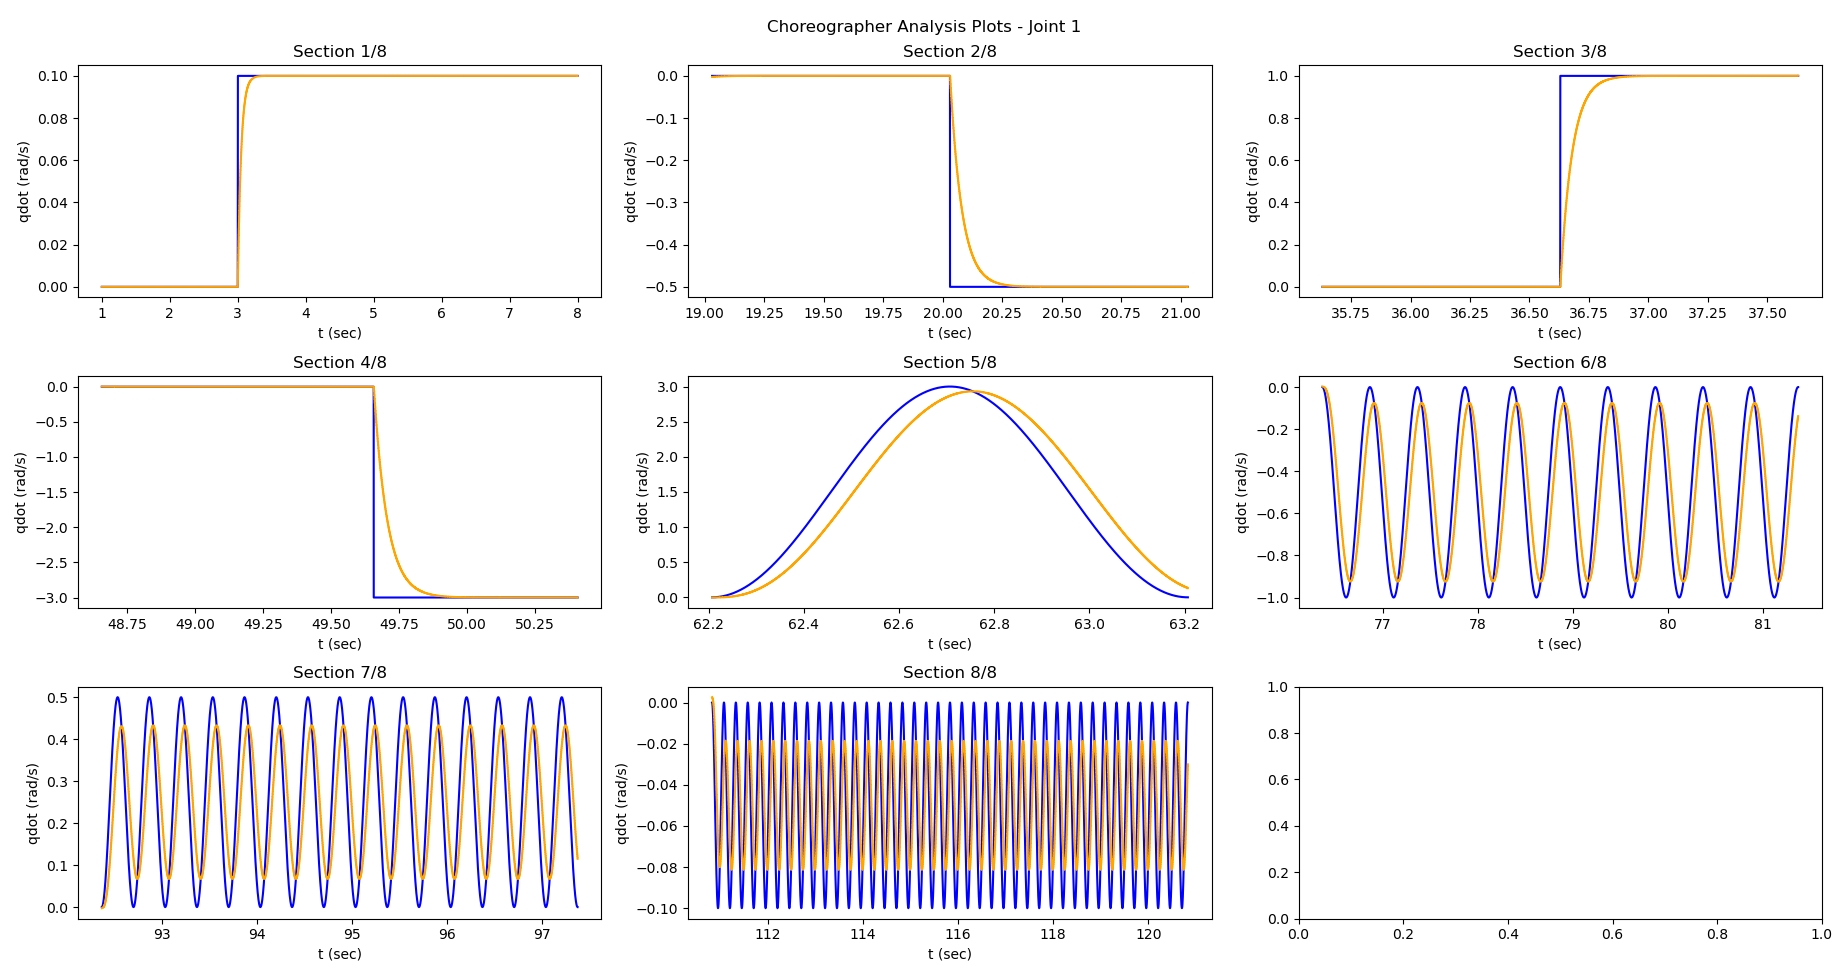 Choreographer Analysis Plots - Joint 1
Section 1/8
qdot (rad/s)
0.10
0.08
0.06
0.04
0.02
0.00
1 2 3 4 5 6 7 8
t (sec)
Section 2/8
qdot (rad/s)
0.0
−0.1
−0.2
−0.3
−0.4
−0.5
19.00 19.25 19.50 19.75 20.00 20.25 20.50 20.75 21.00
t (sec)
Section 3/8
qdot (rad/s)
1.0
0.8
0.6
0.4
0.2
0.0
35.75 36.00 36.25 36.50 36.75 37.00 37.25 37.50
t (sec)
Section 4/8
qdot (rad/s)
0.0
−0.5
−1.0
−1.5
−2.0
−2.5
−3.0
48.75 49.00 49.25 49.50 49.75 50.00 50.25
t (sec)
Section 5/8
qdot (rad/s)
3.0
2.5
2.0
1.5
1.0
0.5
0.0
62.2 62.4 62.6 62.8 63.0 63.2
t (sec)
Section 6/8
qdot (rad/s)
0.0
−0.2
−0.4
−0.6
−0.8
−1.0
77 78 79 80 81
t (sec)
Section 7/8
qdot (rad/s)
0.5
0.4
0.3
0.2
0.1
0.0
93 94 95 96 97
t (sec)
Section 8/8
qdot (rad/s)
0.00
−0.02
−0.04
−0.06
−0.08
−0.10
112 114 116 118 120
t (sec)
1.0
0.8
0.6
0.4
0.2
0.0
0.0 0.2 0.4 0.6 0.8 1.0